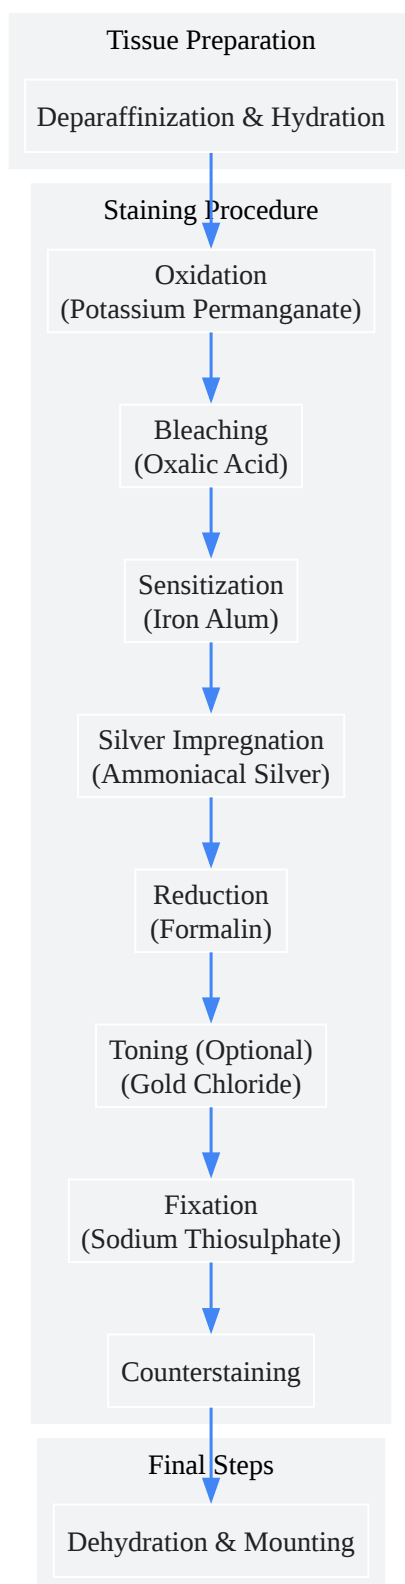 Tissue Preparation
Deparaffinization & Hydration
Staining Procedure
Oxidation
(Potassium Permanganate)
Bleaching
(Oxalic Acid)
Sensitization
(Iron Alum)
Silver Impregnation
(Ammoniacal Silver)
Reduction
(Formalin)
Toning (Optional)
(Gold Chloride)
Fixation
(Sodium Thiosulphate)
Counterstaining
Final Steps
Dehydration & Mounting